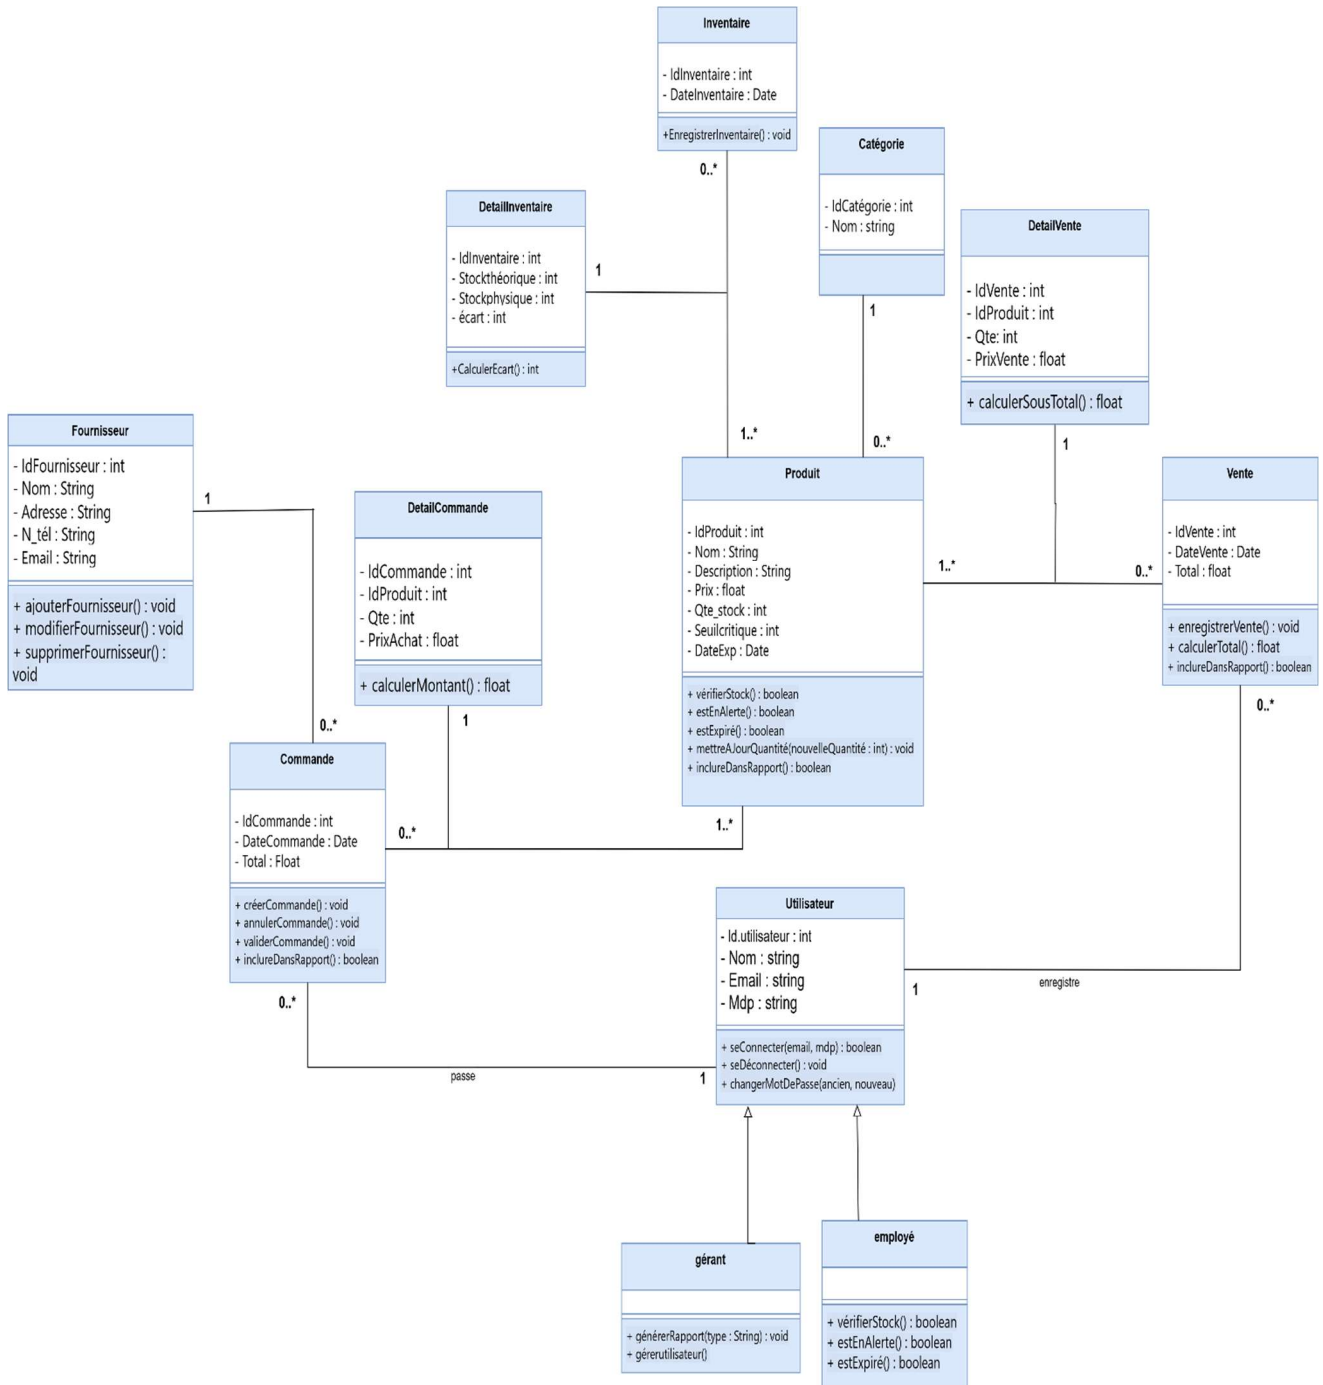 Inventaire
- IdInventaire : int
- DateInventaire : Date
+EnregistrerInventaire() : void
0..*
Catégorie
- IdCatégorie : int
- Nom : string
1
DetailInventaire
- IdInventaire : int
- Stockthéorique : int
- Stockphysique : int
- écart : int
+CalculerEcart() : int
1
DetailVente
- IdVente : int
- IdProduit : int
- Qte: int
- PrixVente : float
+ calculerSousTotal() : float
1
1..*
0..*
Fournisseur
- IdFournisseur : int
- Nom : String
- Adresse : String
- N_tél : String
- Email : String
+ ajouterFournisseur() : void
+ modifierFournisseur() : void
+ supprimerFournisseur() :
void
1
0..*
DetailCommande
- IdCommande : int
- IdProduit : int
- Qte : int
- PrixAchat : float
+ calculerMontant() : float
1
Produit
- IdProduit : int
- Nom : String
- Description : String
- Prix : float
- Qte_stock : int
- Seuilcritique : int
- DateExp : Date
+ vérifierStock() : boolean
+ estEnAlerte() : boolean
+ estExpiré() : boolean
+ mettreAJourQuantité(nouvelleQuantité : int) : void
+ inclureDansRapport() : boolean
1..*
0..*
Vente
- IdVente : int
- DateVente : Date
- Total : float
+ enregistrerVente() : void
+ calculerTotal() : float
+ inclureDansRapport() : boolean
0..*
Commande
- IdCommande : int
- DateCommande : Date
- Total : Float
+ créerCommande() : void
+ annulerCommande() : void
+ validerCommande() : void
+ inclureDansRapport() : boolean
0..*
1..*
0..*
passe
1
Utilisateur
- Id.utilisateur : int
- Nom : string
- Email : string
- Mdp : string
+ seConnecter(email, mdp) : boolean
+ seDéconnecter() : void
+ changerMotDePasse(ancien, nouveau)
1
enregistre
gérant
+ générerRapport(type : String) : void
+ gérerutilisateur()
employé
+ vérifierStock() : boolean
+ estEnAlerte() : boolean
+ estExpiré() : boolean